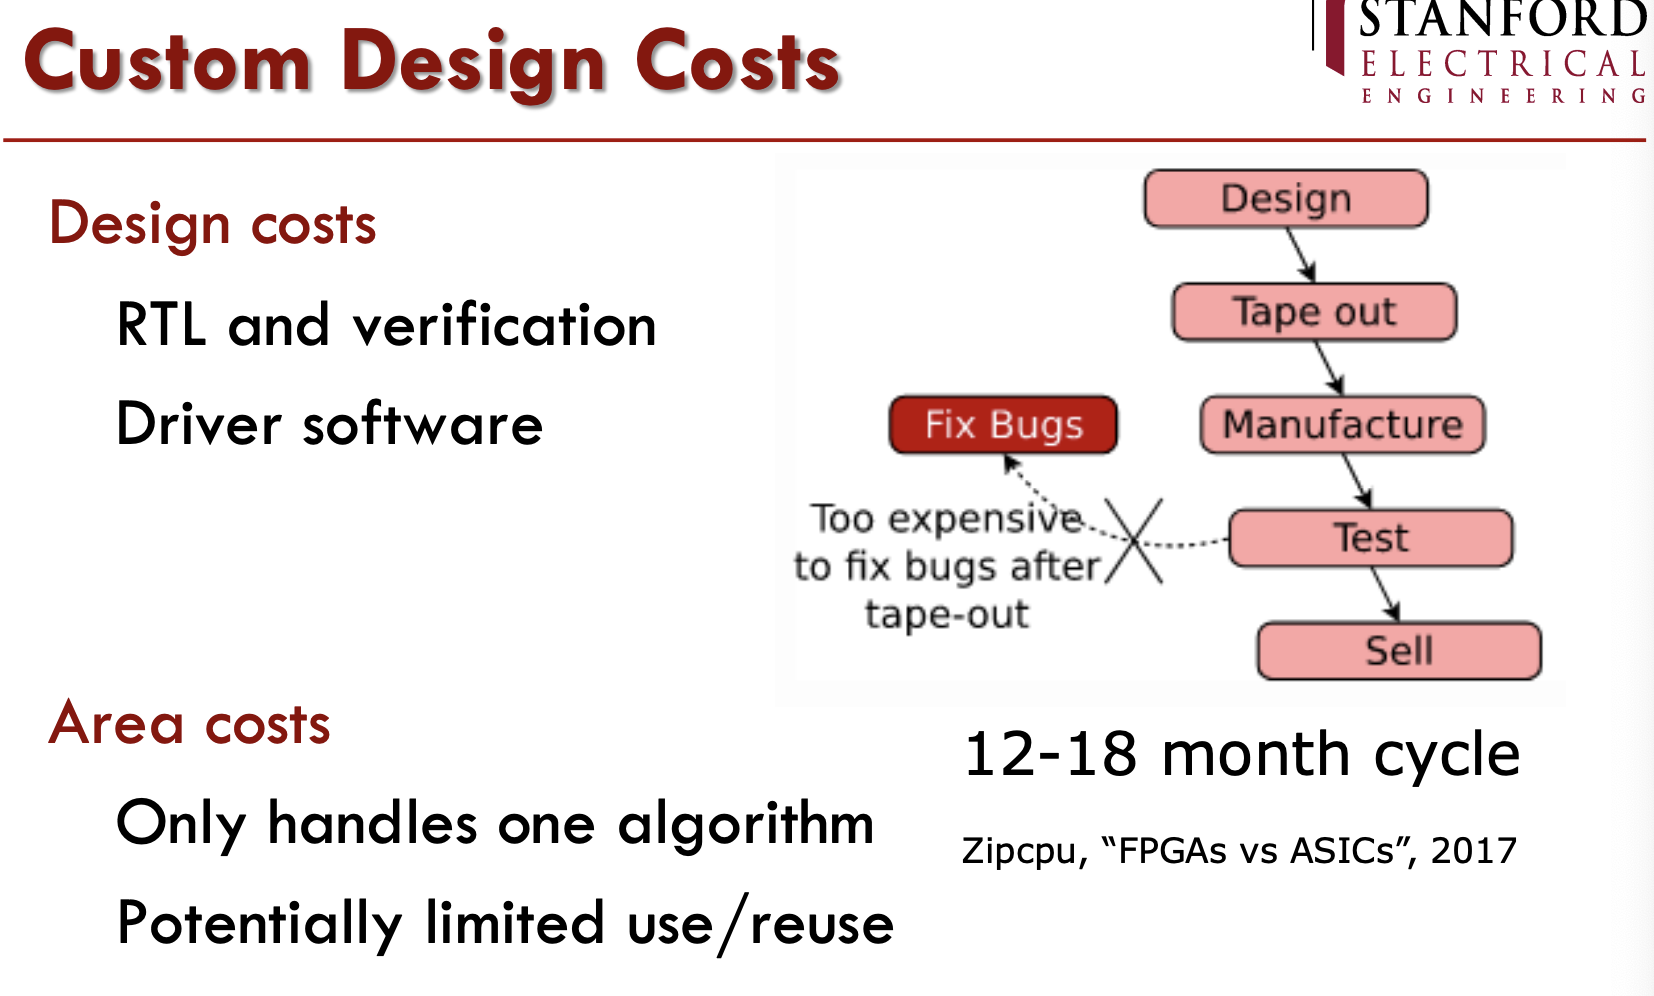 Custom Design Costs
STANFORD
ELECTRICAL
ENGINEERING
Design costs
RTL and verification
Driver software
Area costs
Only handles one algorithm
Potentially limited use/reuse
Design
Tape out
Manufacture
Fix Bugs
Too expensive
to fix bugs after
tape-out
Test
Sell
12-18 month cycle
Zipcpu, “FPGAs vs ASICs”, 2017